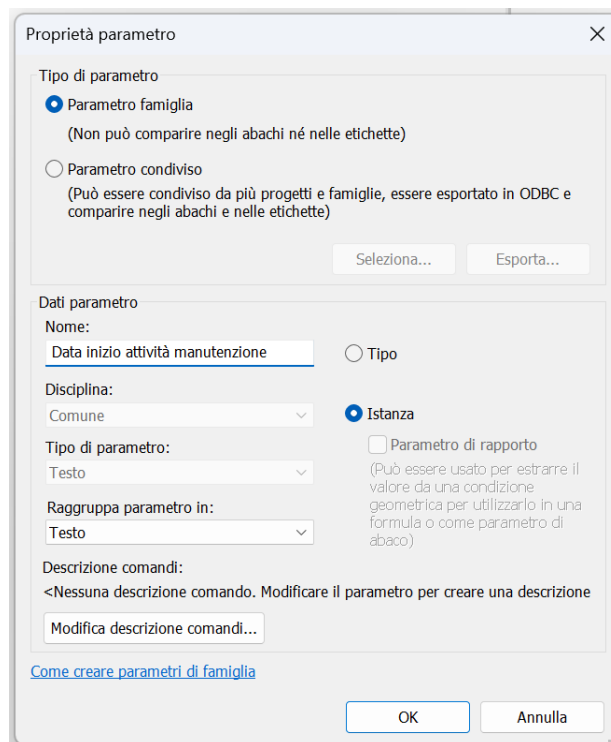 Proprietà parametro
Tipo di parametro
Parametro famiglia
(Non può comparire negli abachi né nelle etichette)
Parametro condiviso
(Può essere condiviso da più progetti e famiglie, essere esportato in ODBC e
comparire negli abachi e nelle etichette)
Seleziona...
Esporta...
Dati parametro
Nome:
Data inizio attività manutenzione
Tipo
Disciplina:
Comune
Istanza
Tipo di parametro:
Parametro di rapporto
Testo
(Può essere usato per estrarre il
valore da una condizione
geometrica per utilizzarlo in una
formula o come parametro di
abaco)
Raggruppa parametro in:
Testo
Descrizione comandi:
<Nessuna descrizione comando. Modificare il parametro per creare una descrizione
Modifica descrizione comandi...
Come creare parametri di famiglia
OK
Annulla